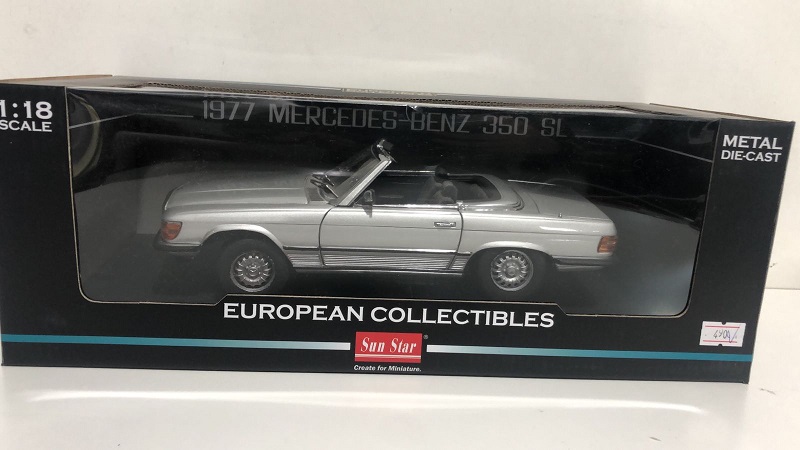 1:18
SCALE
1977 MERCEDES-BENZ 350 SL
METAL
DIE-CAST
EUROPEAN COLLECTIBLES
Sun Star®
Create for Miniature.